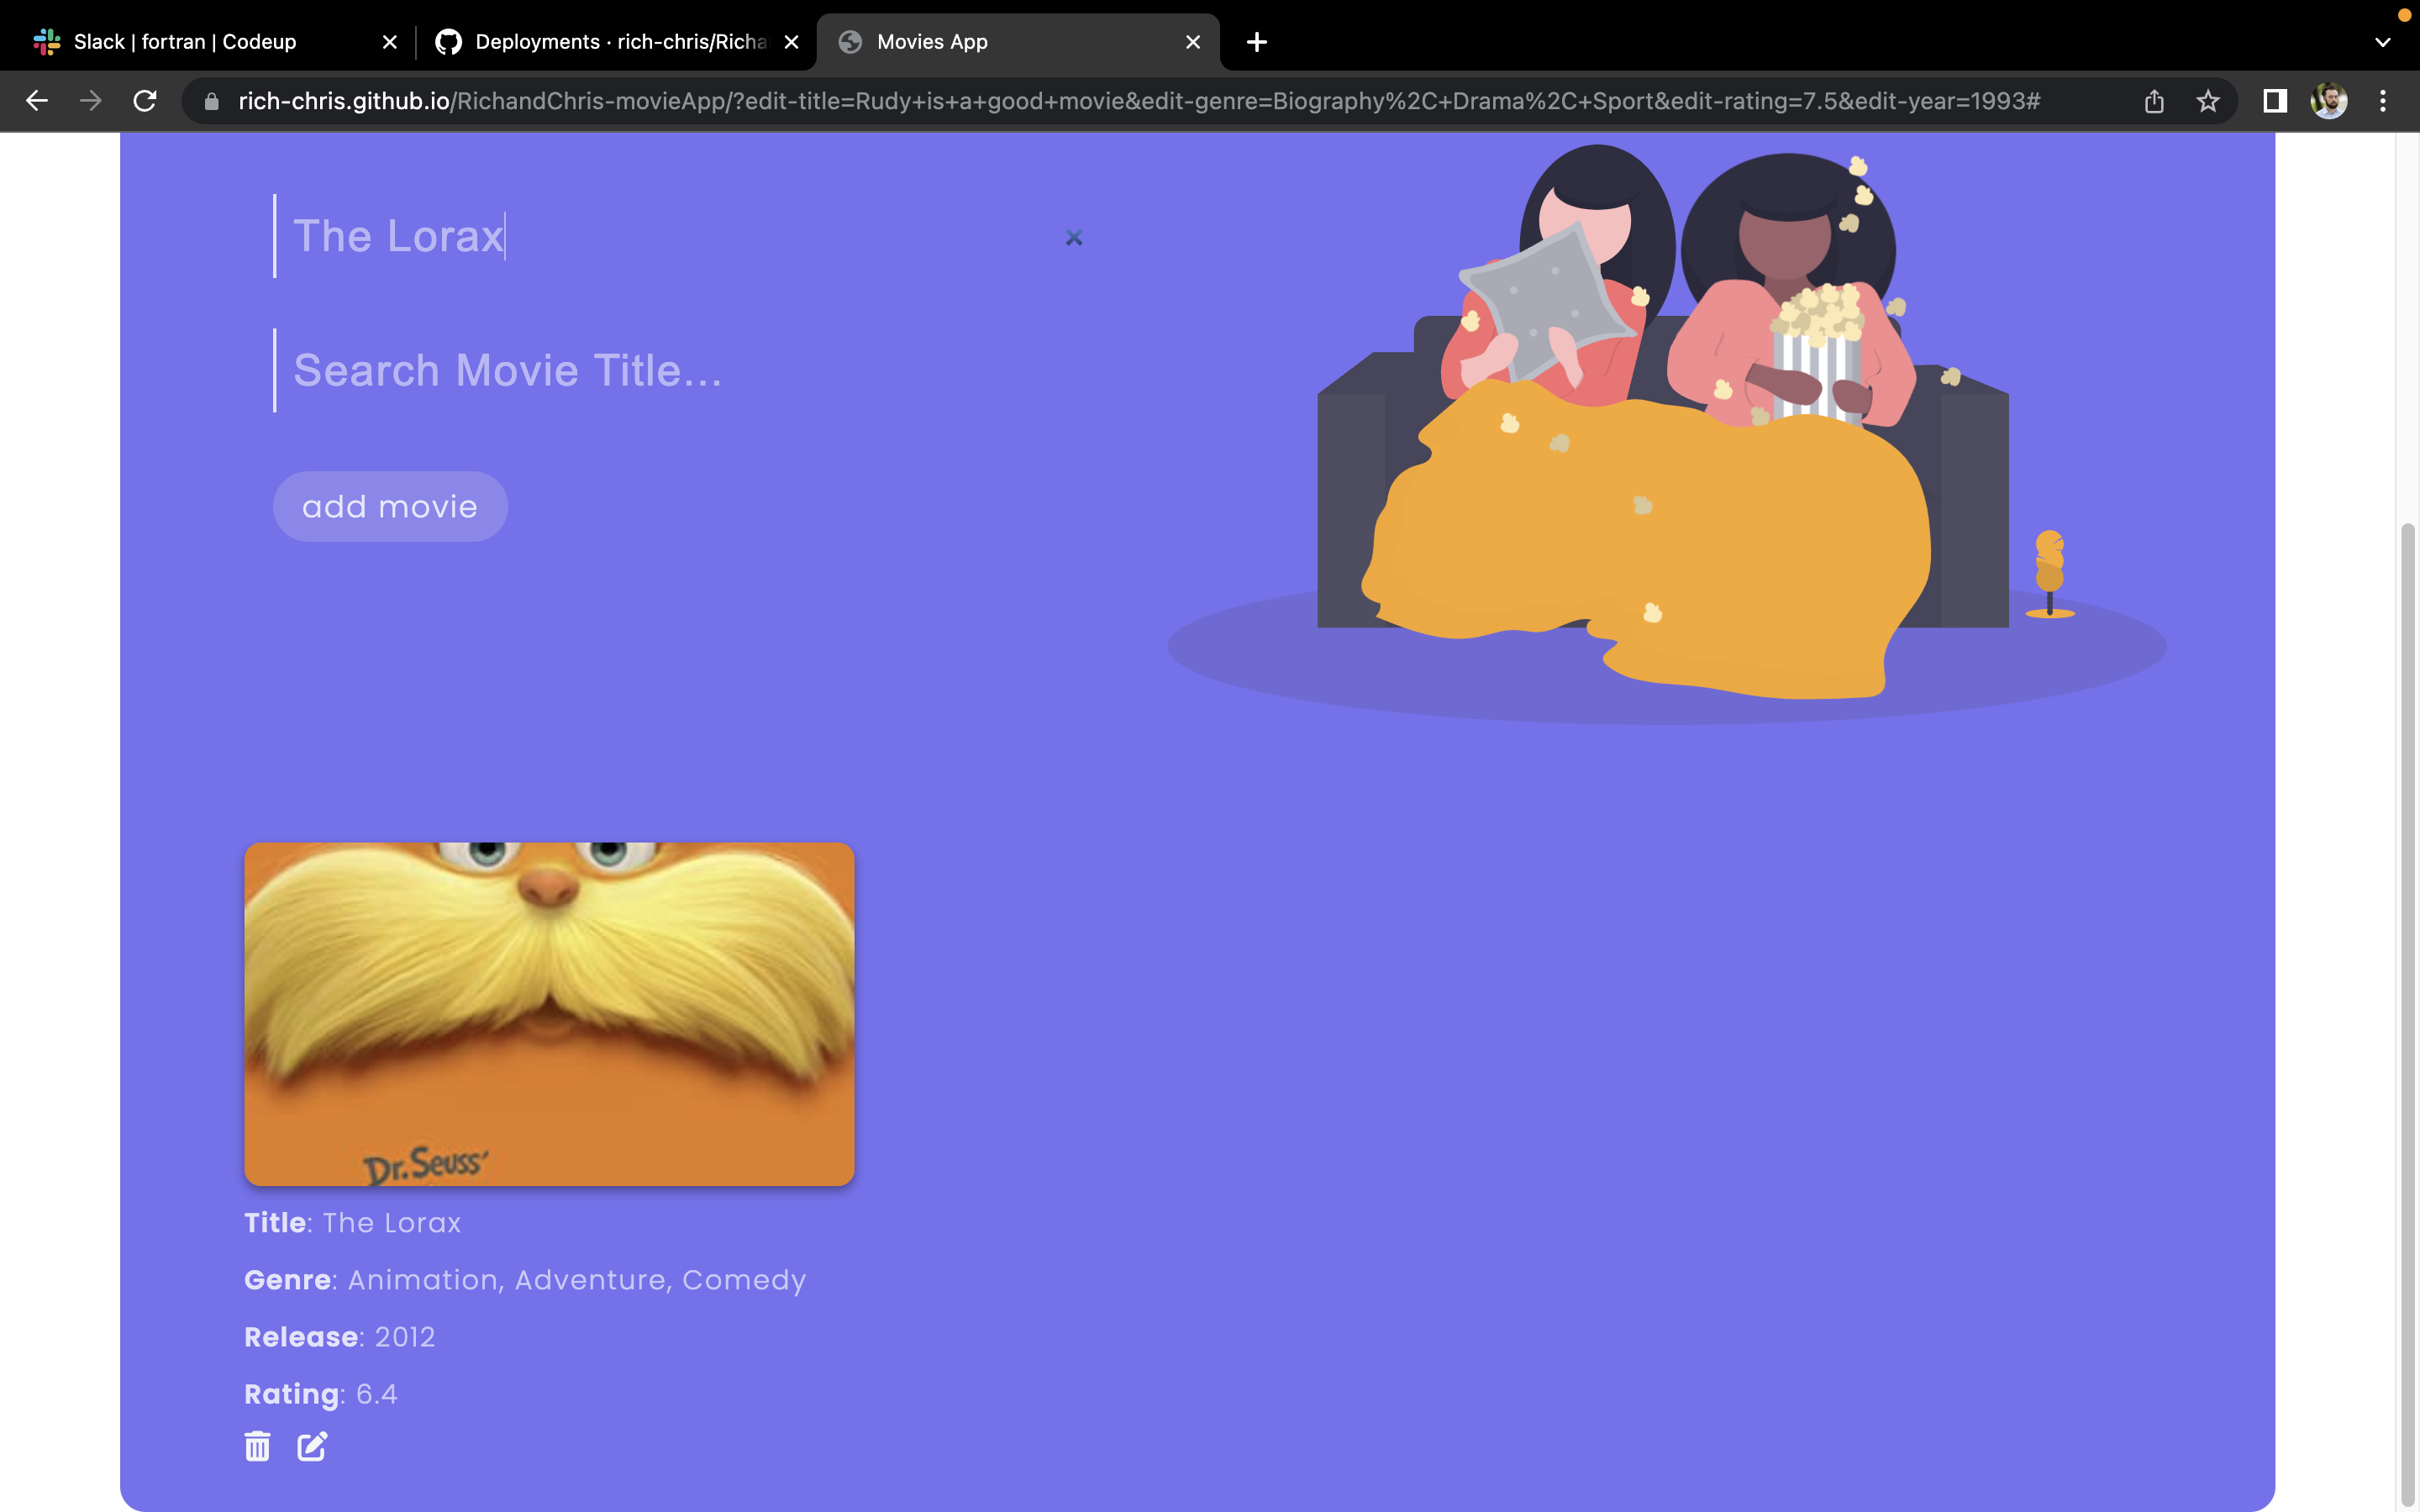 Slack | fortran | Codeup
Deployments · rich-chris/Richa
Movies App
rich-chris.github.io/RichandChris-movieApp/?edit-title=Rudy+is+a+good+movie&edit-genre=Biography%2C+Drama%2C+Sport&edit-rating=7.5&edit-year=1993#
The Lorax
Search Movie Title...
add movie
Dr. Seuss'
Title: The Lorax
Genre: Animation, Adventure, Comedy
Release: 2012
Rating: 6.4